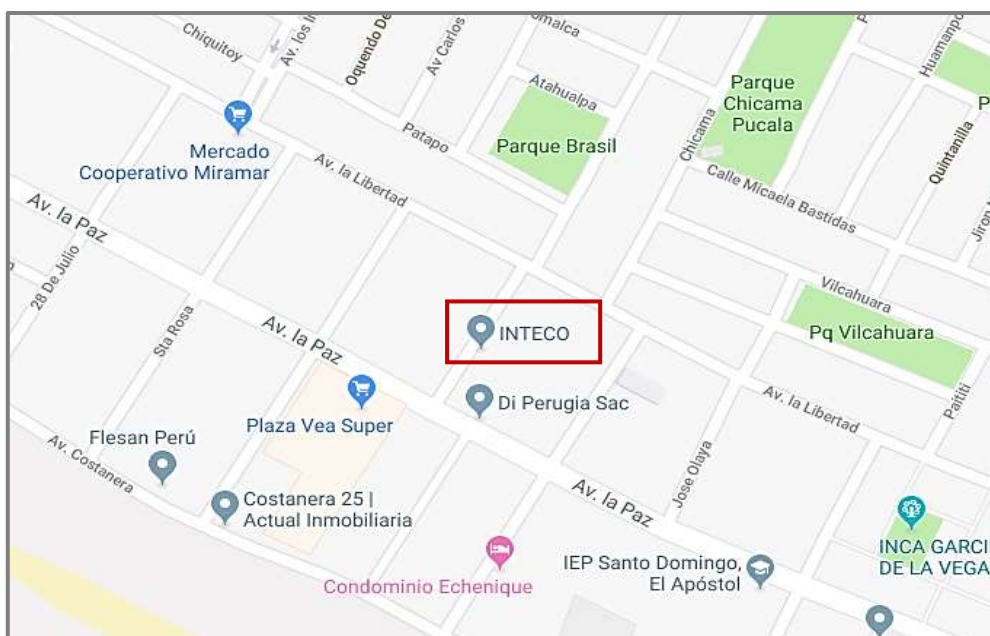 Chiquitoy
Av. los
Oquendo De
Av Carlos
Atahualpa
Parque
Chicama
Pucala
Chicama
Mercado
Cooperativo Miramar
Patapo
Parque Brasil
Quintanilla
Av. la Libertad
Calle Micaela Bastidas
Av. la Paz
28 De Julio
Vilcahuara
Sta Rosa
Av. la Paz
INTECO
Pq Vilcahuara
Plaza Vea Super
Di Perugia Sac
Av. la Libertad
Paititi
Flesan Perú
Av. Costanera
Jose Olaya
Costanera 25 |
Actual Inmobiliaria
Av. la Paz
INCA GARCI
DE LA VEGA
IEP Santo Domingo,
El Apóstol
Condominio Echenique